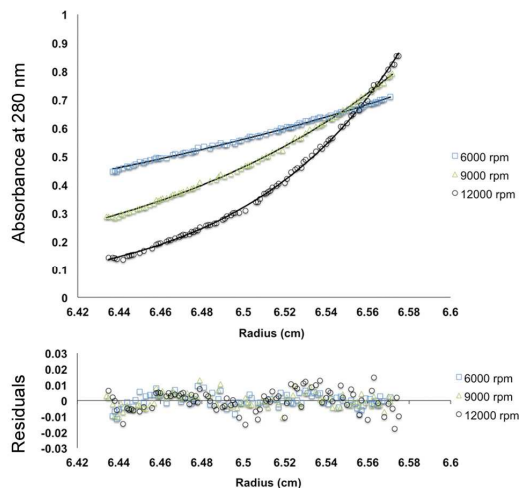 Absorbance at 280 nm
1
0.9
0.8
0.7
0.6
0.5
0.4
0.3
0.2
0.1
0
6.42 6.44 6.46 6.48 6.5 6.52 6.54 6.56 6.58 6.6
Radius (cm)
6000 rpm
9000 rpm
12000 rpm
Residuals
0.03
0.02
0.01
0
-0.01
-0.02
-0.03
6.42 6.44 6.46 6.48 6.5 6.52 6.54 6.56 6.58 6.6
Radius (cm)
6000 rpm
9000 rpm
12000 rpm